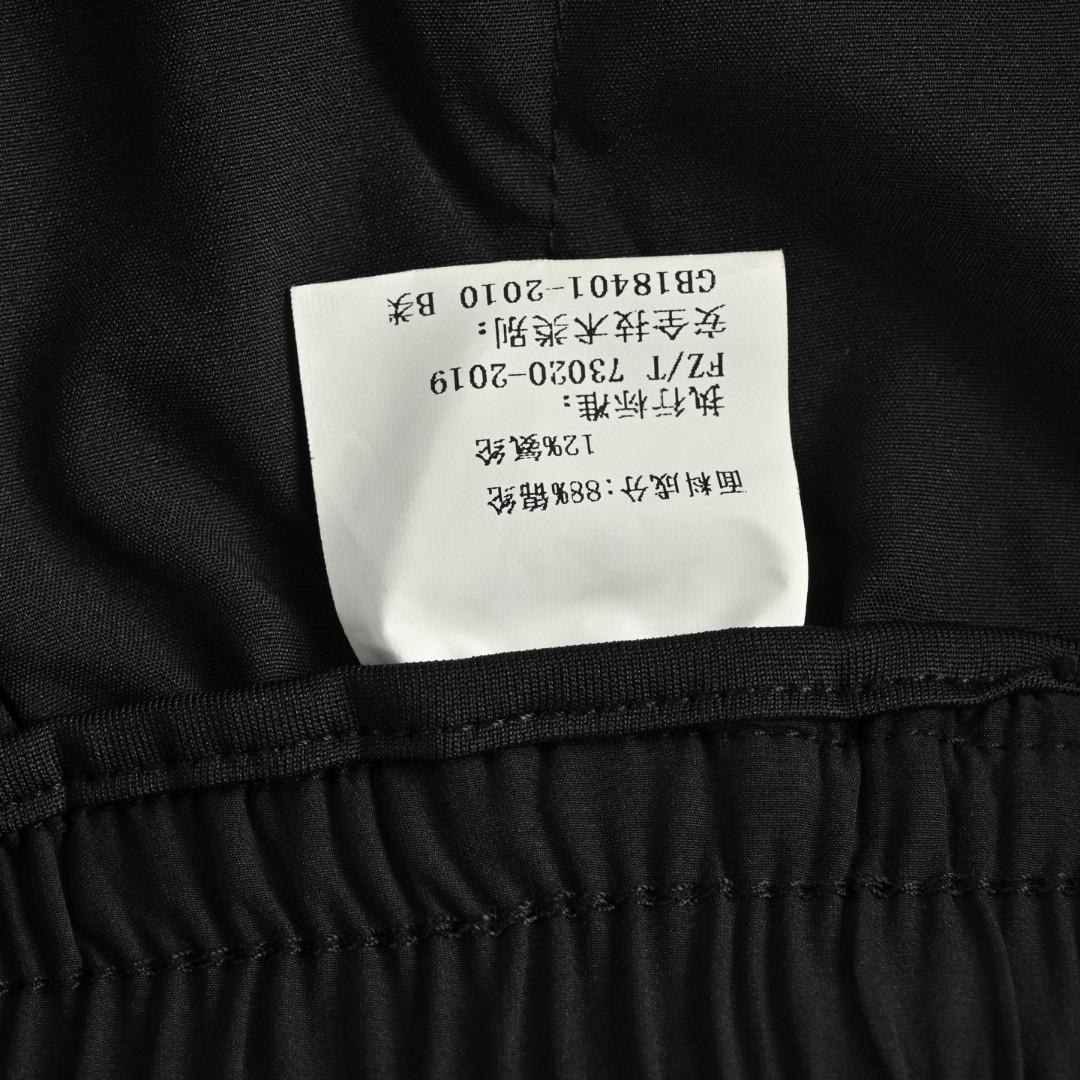 面料成分:88%锦纶
12%氨纶
执行标准:
FZ/T 73020-2019
安全技术类别:
GB18401-2010 B类